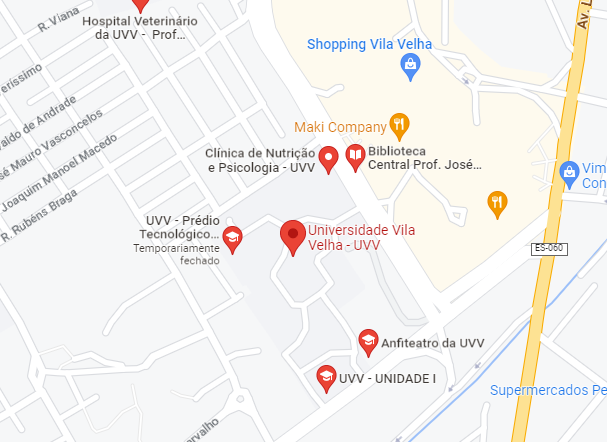 R. Viana
Hospital Veterinário
da UVV - Prof...
Av. L
Shopping Vila Velha
eríssimo
aldo de Andrade
sé Mauro Vasconcelos
Joaquim Manoel Macedo
R. Rubéns Braga
Maki Company
Clínica de Nutrição
e Psicologia - UVV
Biblioteca
Central Prof. José...
Vim
Con
UVV - Prédio
Tecnológico...
Temporariamente
fechado
Universidade Vila
Velha - UVV
ES-060
Anfiteatro da UVV
UVV - UNIDADE I
Supermercados Pe
arvalho